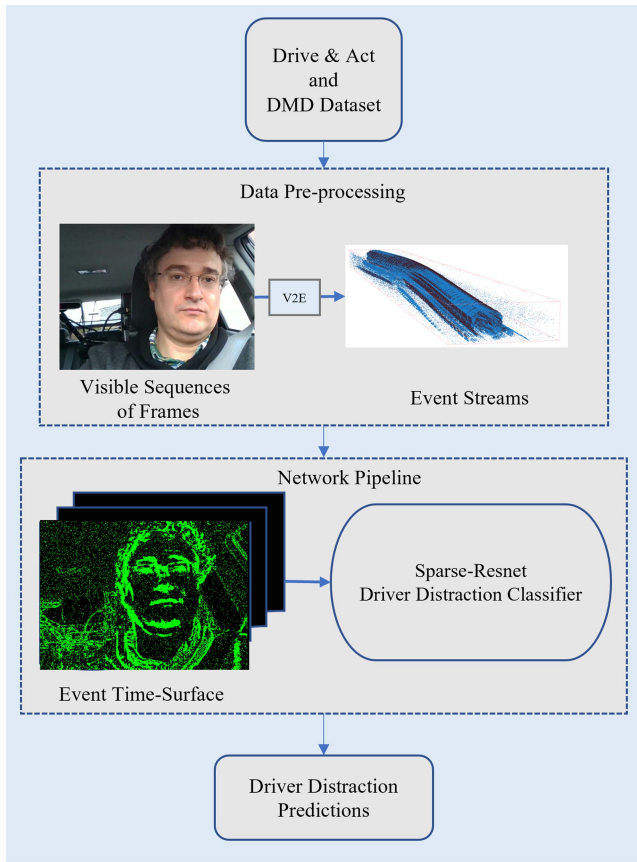 Drive & Act
and
DMD Dataset
Data Pre-processing
V2E
Visible Sequences
of Frames
Event Streams
Network Pipeline
Sparse-Resnet
Driver Distraction Classifier
Event Time-Surface
Driver Distraction
Predictions